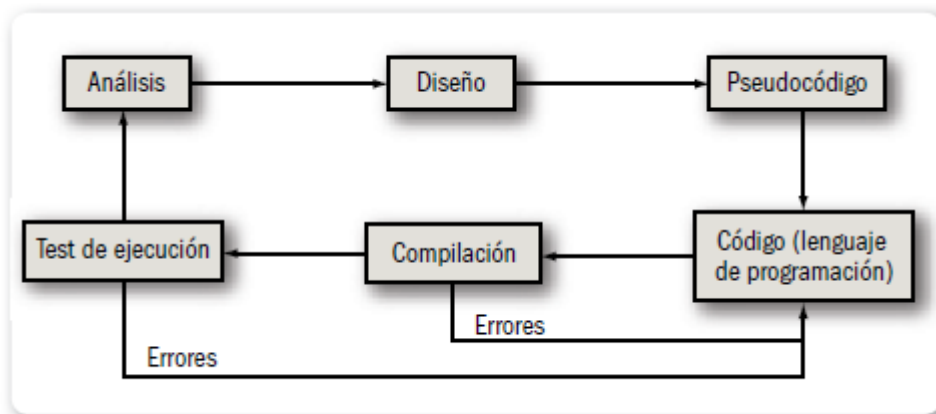 Análisis
Diseño
Pseudocódigo
Test de ejecución
Compilación
Código (lenguaje
de programación)
Errores
Errores